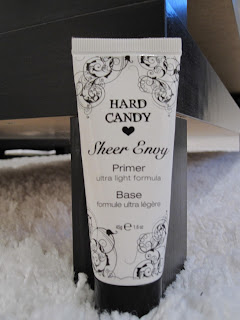 HARD
CANDY
Sheer Envy
Primer
ultra light formula
Base
formule ultra légère